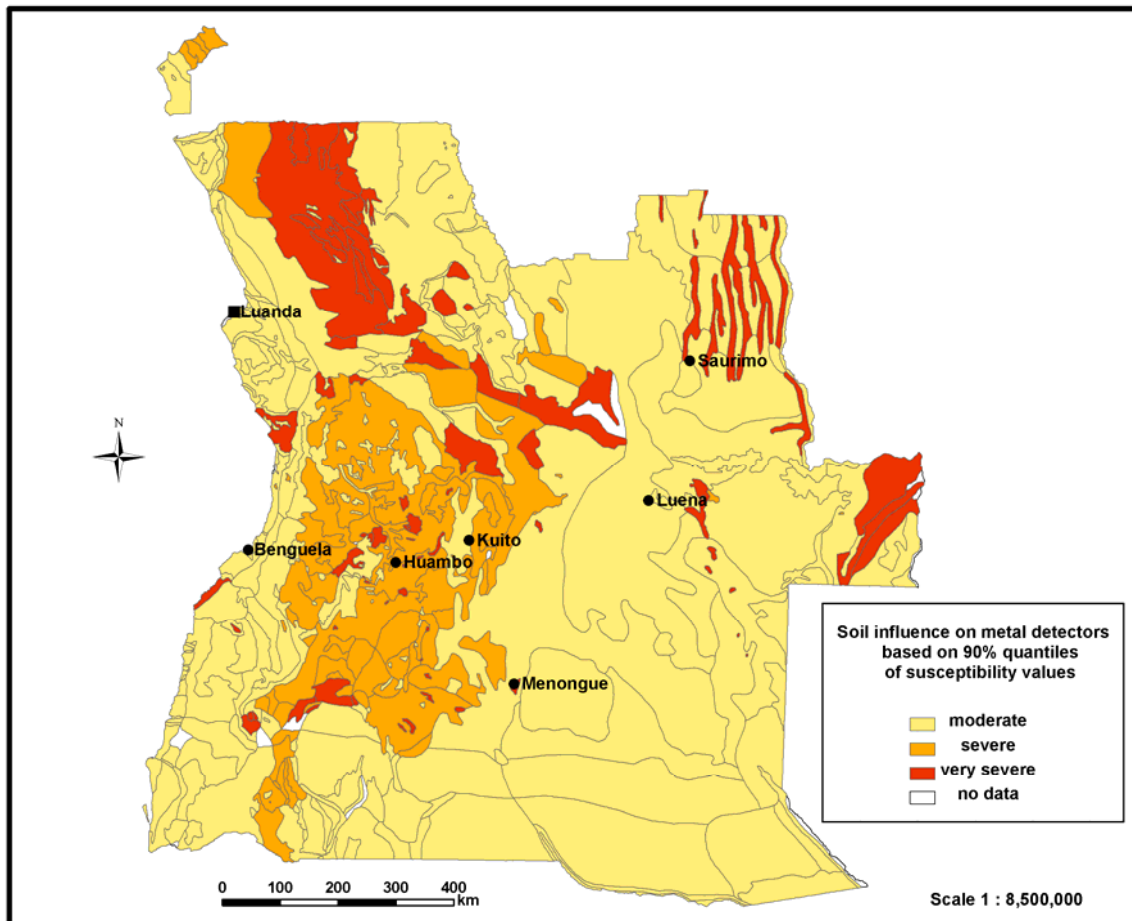 N
Luanda
Saurimo
Luena
Kuito
Benguela
Huambo
Menongue
Soil influence on metal detectors
based on 90% quantiles
of susceptibility values
moderate
severe
very severe
no data
0 100 200 300 400
km
Scale 1 : 8,500,000